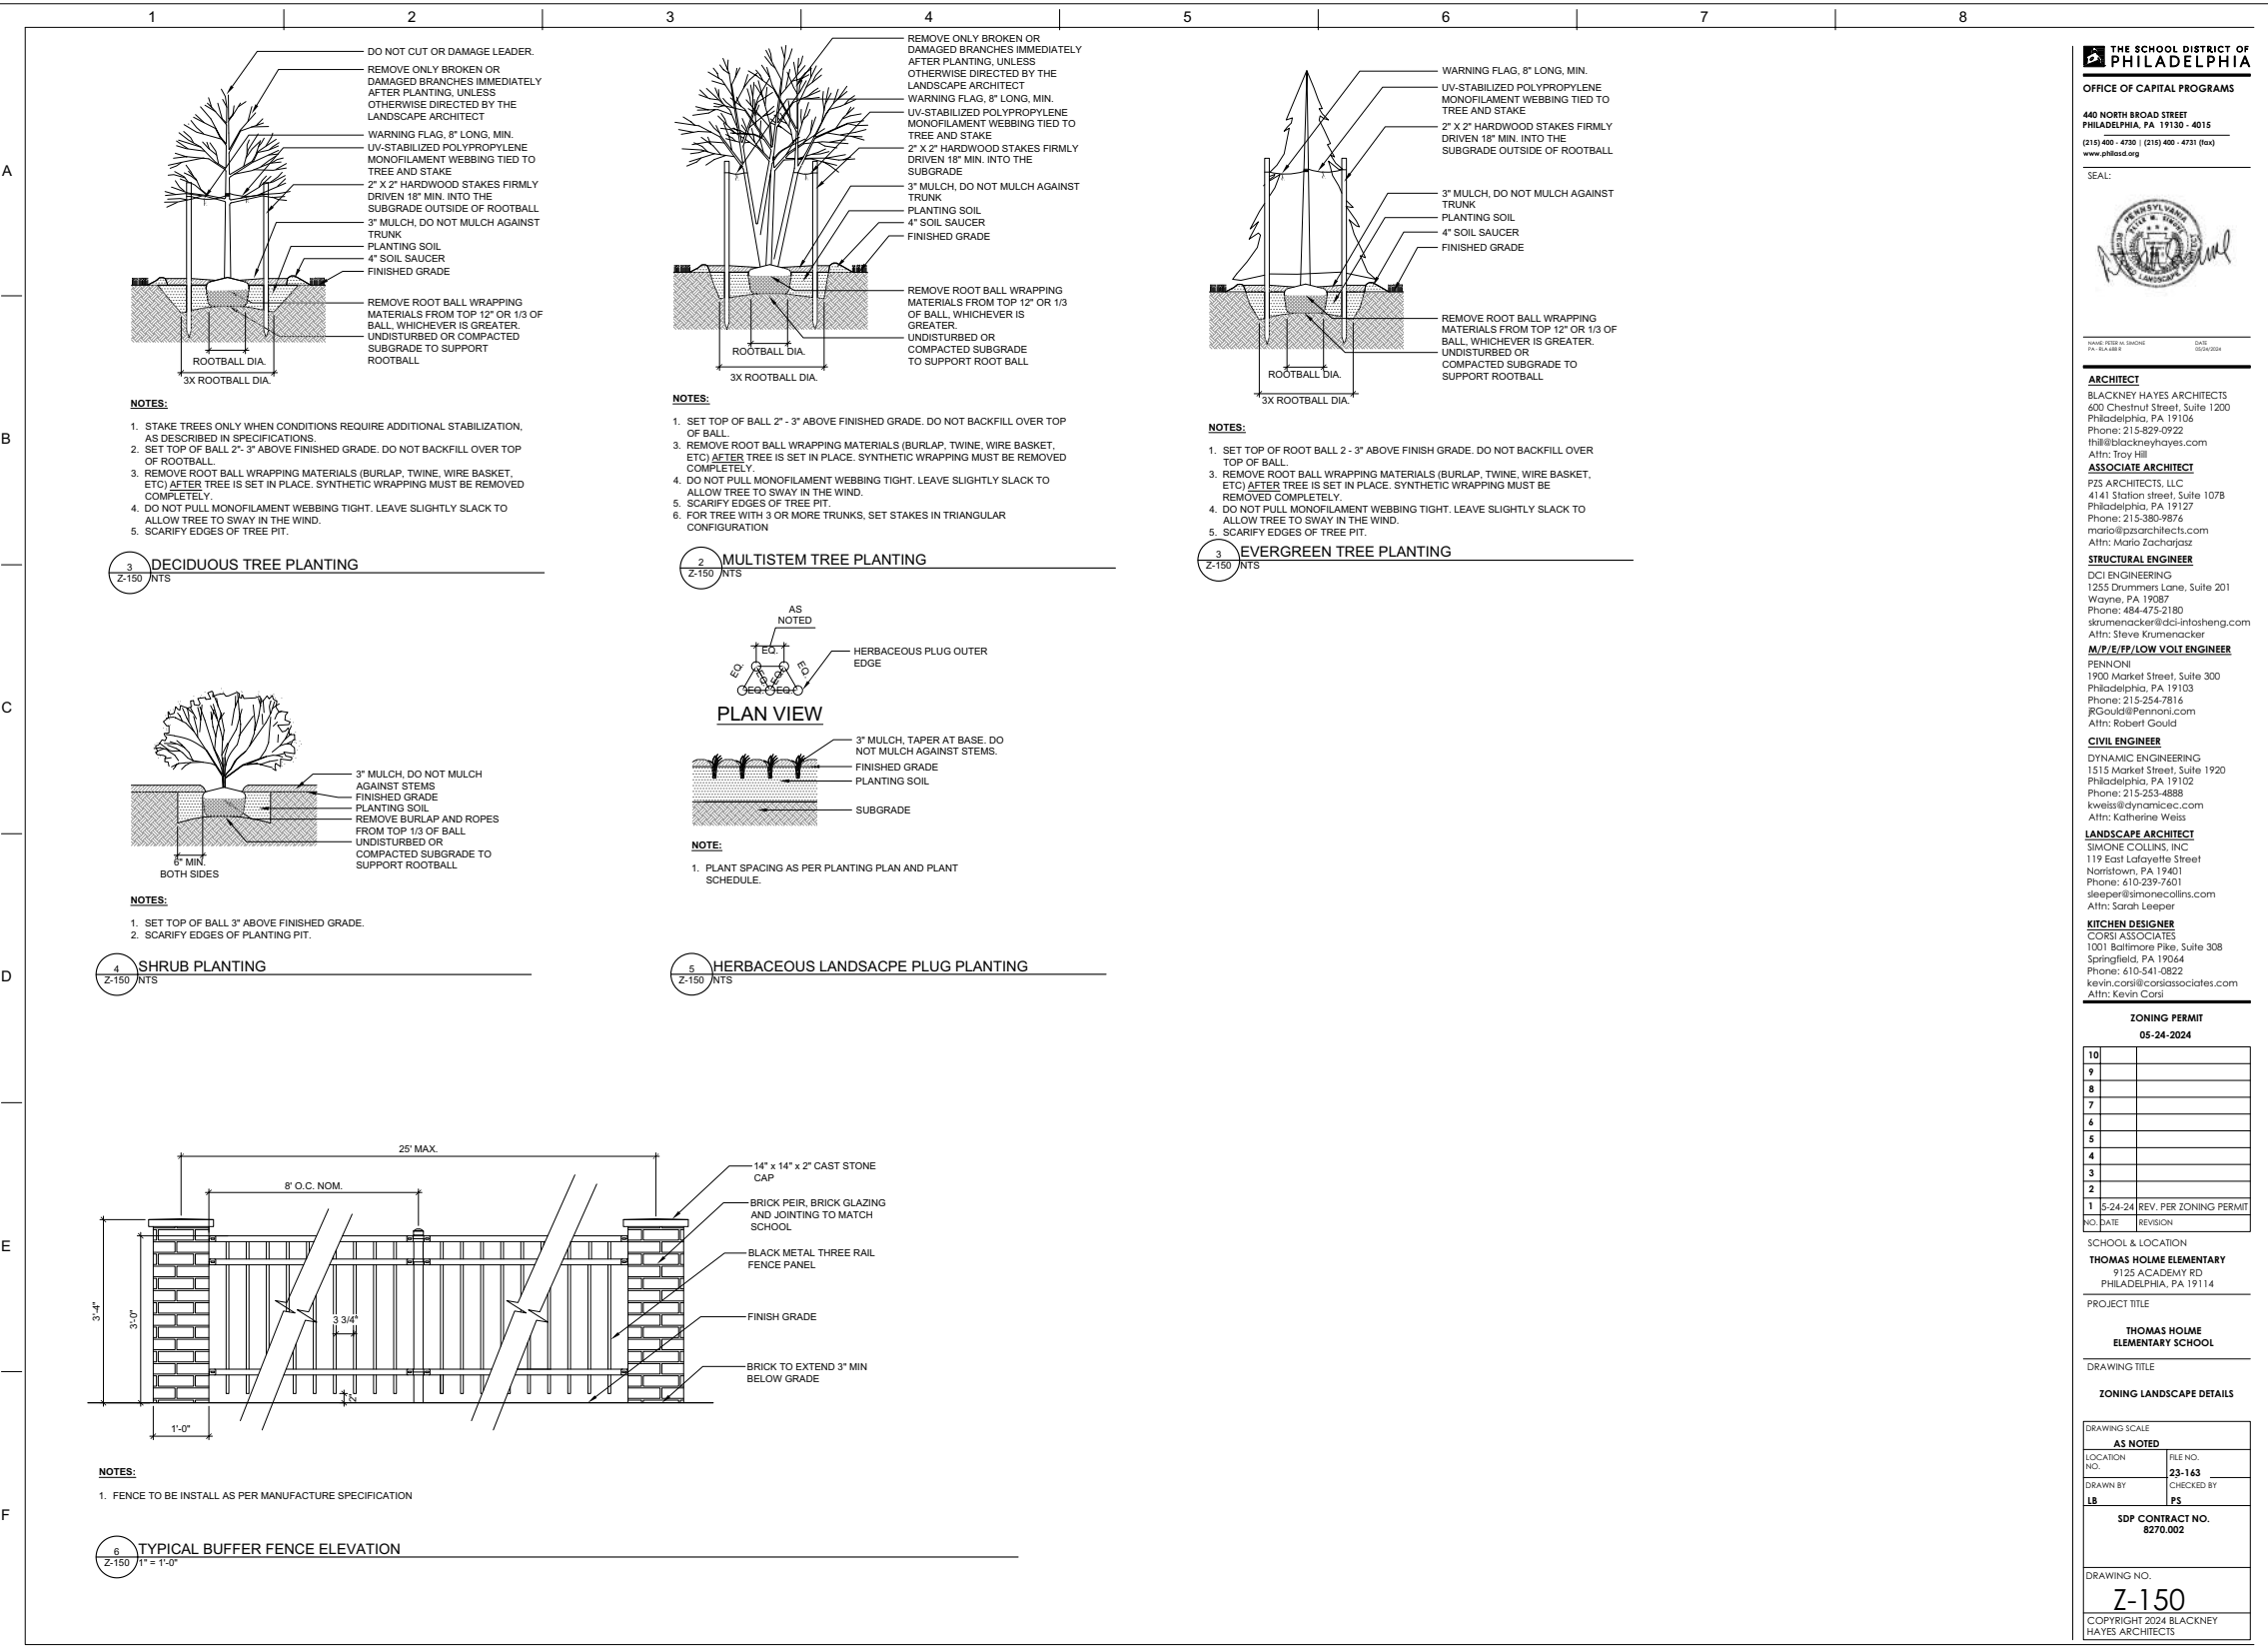 1 2 3 4 5 6 7 8
A
B
C
D
E
F
DO NOT CUT OR DAMAGE LEADER.
REMOVE ONLY BROKEN OR
DAMAGED BRANCHES IMMEDIATELY
AFTER PLANTING, UNLESS
OTHERWISE DIRECTED BY THE
LANDSCAPE ARCHITECT
WARNING FLAG, 8" LONG, MIN.
UV-STABILIZED POLYPROPYLENE
MONOFILAMENT WEBBING TIED TO
TREE AND STAKE
2" X 2" HARDWOOD STAKES FIRMLY
DRIVEN 18" MIN. INTO THE
SUBGRADE OUTSIDE OF ROOTBALL
3" MULCH, DO NOT MULCH AGAINST
TRUNK
PLANTING SOIL
4" SOIL SAUCER
FINISHED GRADE
REMOVE ROOT BALL WRAPPING
MATERIALS FROM TOP 12" OR 1/3 OF
BALL, WHICHEVER IS GREATER.
UNDISTURBED OR COMPACTED
SUBGRADE TO SUPPORT
ROOTBALL
ROOTBALL DIA.
3X ROOTBALL DIA.
NOTES:
1. STAKE TREES ONLY WHEN CONDITIONS REQUIRE ADDITIONAL STABILIZATION,
AS DESCRIBED IN SPECIFICATIONS.
2. SET TOP OF BALL 2"- 3" ABOVE FINISHED GRADE. DO NOT BACKFILL OVER TOP
OF ROOTBALL.
3. REMOVE ROOT BALL WRAPPING MATERIALS (BURLAP, TWINE, WIRE BASKET,
ETC) AFTER TREE IS SET IN PLACE. SYNTHETIC WRAPPING MUST BE REMOVED
COMPLETELY.
4. DO NOT PULL MONOFILAMENT WEBBING TIGHT. LEAVE SLIGHTLY SLACK TO
ALLOW TREE TO SWAY IN THE WIND.
5. SCARIFY EDGES OF TREE PIT.
3 DECIDUOUS TREE PLANTING
Z-150 NTS
REMOVE ONLY BROKEN OR
DAMAGED BRANCHES IMMEDIATELY
AFTER PLANTING, UNLESS
OTHERWISE DIRECTED BY THE
LANDSCAPE ARCHITECT
WARNING FLAG, 8" LONG, MIN.
UV-STABILIZED POLYPROPYLENE
MONOFILAMENT WEBBING TIED TO
TREE AND STAKE
2" X 2" HARDWOOD STAKES FIRMLY
DRIVEN 18" MIN. INTO THE
SUBGRADE
3" MULCH, DO NOT MULCH AGAINST
TRUNK
PLANTING SOIL
4" SOIL SAUCER
FINISHED GRADE
REMOVE ROOT BALL WRAPPING
MATERIALS FROM TOP 12" OR 1/3
OF BALL, WHICHEVER IS
GREATER.
UNDISTURBED OR
COMPACTED SUBGRADE
TO SUPPORT ROOT BALL
ROOTBALL DIA.
3X ROOTBALL DIA.
NOTES:
1. SET TOP OF BALL 2" - 3" ABOVE FINISHED GRADE. DO NOT BACKFILL OVER TOP
OF BALL.
3. REMOVE ROOT BALL WRAPPING MATERIALS (BURLAP, TWINE, WIRE BASKET,
ETC) AFTER TREE IS SET IN PLACE. SYNTHETIC WRAPPING MUST BE REMOVED
COMPLETELY.
4. DO NOT PULL MONOFILAMENT WEBBING TIGHT. LEAVE SLIGHTLY SLACK TO
ALLOW TREE TO SWAY IN THE WIND.
5. SCARIFY EDGES OF TREE PIT.
6. FOR TREE WITH 3 OR MORE TRUNKS, SET STAKES IN TRIANGULAR
CONFIGURATION
2 MULTISTEM TREE PLANTING
Z-150 NTS
WARNING FLAG, 8" LONG, MIN.
UV-STABILIZED POLYPROPYLENE
MONOFILAMENT WEBBING TIED TO
TREE AND STAKE
2" X 2" HARDWOOD STAKES FIRMLY
DRIVEN 18" MIN. INTO THE
SUBGRADE OUTSIDE OF ROOTBALL
3" MULCH, DO NOT MULCH AGAINST
TRUNK
PLANTING SOIL
4" SOIL SAUCER
FINISHED GRADE
REMOVE ROOT BALL WRAPPING
MATERIALS FROM TOP 12" OR 1/3 OF
BALL, WHICHEVER IS GREATER.
UNDISTURBED OR
COMPACTED SUBGRADE TO
SUPPORT ROOTBALL
ROOTBALL DIA.
3X ROOTBALL DIA.
NOTES:
1. SET TOP OF ROOT BALL 2 - 3" ABOVE FINISH GRADE. DO NOT BACKFILL OVER
TOP OF BALL.
3. REMOVE ROOT BALL WRAPPING MATERIALS (BURLAP, TWINE, WIRE BASKET,
ETC) AFTER TREE IS SET IN PLACE. SYNTHETIC WRAPPING MUST BE
REMOVED COMPLETELY.
4. DO NOT PULL MONOFILAMENT WEBBING TIGHT. LEAVE SLIGHTLY SLACK TO
ALLOW TREE TO SWAY IN THE WIND.
5. SCARIFY EDGES OF TREE PIT.
3 EVERGREEN TREE PLANTING
Z-150 NTS
3" MULCH, DO NOT MULCH
AGAINST STEMS
FINISHED GRADE
PLANTING SOIL
REMOVE BURLAP AND ROPES
FROM TOP 1/3 OF BALL
UNDISTURBED OR
COMPACTED SUBGRADE TO
SUPPORT ROOTBALL
6" MIN.
BOTH SIDES
NOTES:
1. SET TOP OF BALL 3" ABOVE FINISHED GRADE.
2. SCARIFY EDGES OF PLANTING PIT.
4 SHRUB PLANTING
Z-150 NTS
AS
NOTED
EQ.
EQ. EQ. EQ. EQ.
EQ. EQ.
HERBACEOUS PLUG OUTER
EDGE
PLAN VIEW
3" MULCH, TAPER AT BASE. DO
NOT MULCH AGAINST STEMS.
FINISHED GRADE
PLANTING SOIL
SUBGRADE
NOTE:
1. PLANT SPACING AS PER PLANTING PLAN AND PLANT
SCHEDULE.
5 HERBACEOUS LANDSACPE PLUG PLANTING
Z-150 NTS
25' MAX.
8' O.C. NOM.
3'-4"
3'-0"
3 3/4"
2"
1'-0"
14" x 14" x 2" CAST STONE
CAP
BRICK PEIR, BRICK GLAZING
AND JOINTING TO MATCH
SCHOOL
BLACK METAL THREE RAIL
FENCE PANEL
FINISH GRADE
BRICK TO EXTEND 3" MIN
BELOW GRADE
NOTES:
1. FENCE TO BE INSTALL AS PER MANUFACTURE SPECIFICATION
6 TYPICAL BUFFER FENCE ELEVATION
Z-150 1" = 1'-0"
THE SCHOOL DISTRICT OF
PHILADELPHIA
OFFICE OF CAPITAL PROGRAMS
440 NORTH BROAD STREET
PHILADELPHIA, PA 19130 - 4015
(215) 400 - 4730 | (215) 400 - 4731 (fax)
www.philasd.org
SEAL:
PENNSYLVANIA
PETER M. SIMONE
REGISTERED LANDSCAPE ARCHITECT
NAME: PETER M. SIMONE DATE
PA - RLA 688 R 05/24/2024
ARCHITECT
BLACKNEY HAYES ARCHITECTS
600 Chestnut Street, Suite 1200
Philadelphia, PA 19106
Phone: 215-829-0922
thill@blackneyhayes.com
Attn: Troy Hill
ASSOCIATE ARCHITECT
PZS ARCHITECTS, LLC
4141 Station street, Suite 107B
Philadelphia, PA 19127
Phone: 215-380-9876
mario@pzsarchitects.com
Attn: Mario Zacharjasz
STRUCTURAL ENGINEER
DCI ENGINEERING
1255 Drummers Lane, Suite 201
Wayne, PA 19087
Phone: 484-475-2180
skrumenacker@dci-intosheng.com
Attn: Steve Krumenacker
M/P/E/FP/LOW VOLT ENGINEER
PENNONI
1900 Market Street, Suite 300
Philadelphia, PA 19103
Phone: 215-254-7816
jRGould@Pennoni.com
Attn: Robert Gould
CIVIL ENGINEER
DYNAMIC ENGINEERING
1515 Market Street, Suite 1920
Philadelphia, PA 19102
Phone: 215-253-4888
kweiss@dynamicec.com
Attn: Katherine Weiss
LANDSCAPE ARCHITECT
SIMONE COLLINS, INC
119 East Lafayette Street
Norristown, PA 19401
Phone: 610-239-7601
sleeper@simonecollins.com
Attn: Sarah Leeper
KITCHEN DESIGNER
CORSI ASSOCIATES
1001 Baltimore Pike, Suite 308
Springfield, PA 19064
Phone: 610-541-0822
kevin.corsi@corsiassociates.com
Attn: Kevin Corsi
ZONING PERMIT
05-24-2024
10
9
8
7
6
5
4
3
2
1 5-24-24 REV. PER ZONING PERMIT
NO. DATE REVISION
SCHOOL & LOCATION
THOMAS HOLME ELEMENTARY
9125 ACADEMY RD
PHILADELPHIA, PA 19114
PROJECT TITLE
THOMAS HOLME
ELEMENTARY SCHOOL
DRAWING TITLE
ZONING LANDSCAPE DETAILS
DRAWING SCALE
AS NOTED
LOCATION NO.
FILE NO.
23-163
DRAWN BY
LB
CHECKED BY
PS
SDP CONTRACT NO.
8270.002
DRAWING NO.
Z-150
COPYRIGHT 2024 BLACKNEY
HAYES ARCHITECTS